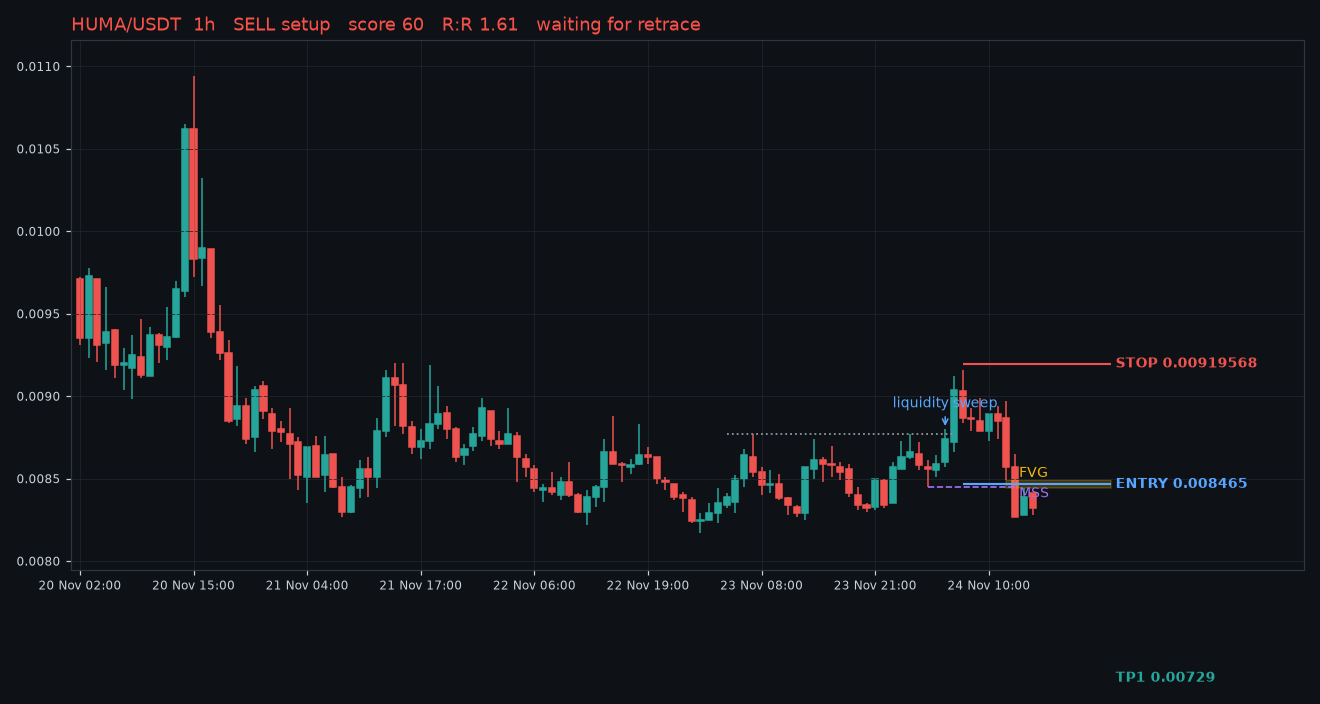 HUMA/USDT 1h SELL setup score 60 R:R 1.61 waiting for retrace
0.0110
0.0105
0.0100
0.0095
0.0090
0.0085
0.0080
STOP 0.00919568
liquidity sweep
FVG
ENTRY 0.008465
MSS
20 Nov 02:00
20 Nov 15:00
21 Nov 04:00
21 Nov 17:00
22 Nov 06:00
22 Nov 19:00
23 Nov 08:00
23 Nov 21:00
24 Nov 10:00
TP1 0.00729